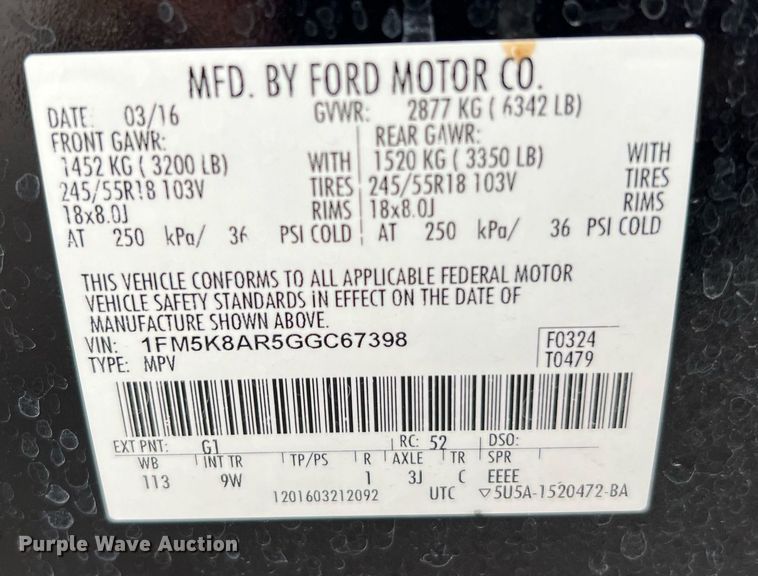 MFD. BY FORD MOTOR CO.
DATE: 03/16 GVWR: 2877 KG ( 6342 LB)
FRONT GAWR: REAR GAWR:
1452 KG ( 3200 LB) WITH 1520 KG ( 3350 LB) WITH
245/55R18 103V TIRES 245/55R18 103V TIRES
18x8.0J RIMS 18x8.0J RIMS
AT 250 kPa/ 36 PSI COLD AT 250 kPa/ 36 PSI COLD
THIS VEHICLE CONFORMS TO ALL APPLICABLE FEDERAL MOTOR
VEHICLE SAFETY STANDARDS IN EFFECT ON THE DATE OF
MANUFACTURE SHOWN ABOVE.
VIN: 1FM5K8AR5GGC67398 F0324
TYPE: MPV T0479
EXT PNT: G1 RC: 52 DSO:
WB INT TR TP/PS R AXLE TR SPR
113 9W 1 3J C EEEE
1201603212092 UTC ▽5U5A-1520472-BA
Purple Wave Auction